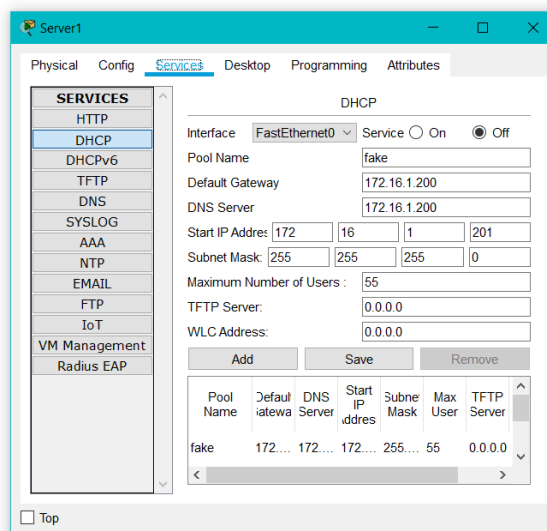 Server1
Physical Config Services Desktop Programming Attributes
SERVICES
HTTP
DHCP
DHCPv6
TFTP
DNS
SYSLOG
AAA
NTP
EMAIL
FTP
IoT
VM Management
Radius EAP
DHCP
Interface FastEthernet0 Service On Off
Pool Name fake
Default Gateway 172.16.1.200
DNS Server 172.16.1.200
Start IP Addres 172 16 1 201
Subnet Mask: 255 255 255 0
Maximum Number of Users : 55
TFTP Server: 0.0.0.0
WLC Address: 0.0.0.0
Add Save Remove
Pool Name Defaul Gatewa DNS Server Start IP Addres Subne Mask Max User TFTP Server
fake 172.... 172.... 172.... 255.... 55 0.0.0.0
Top